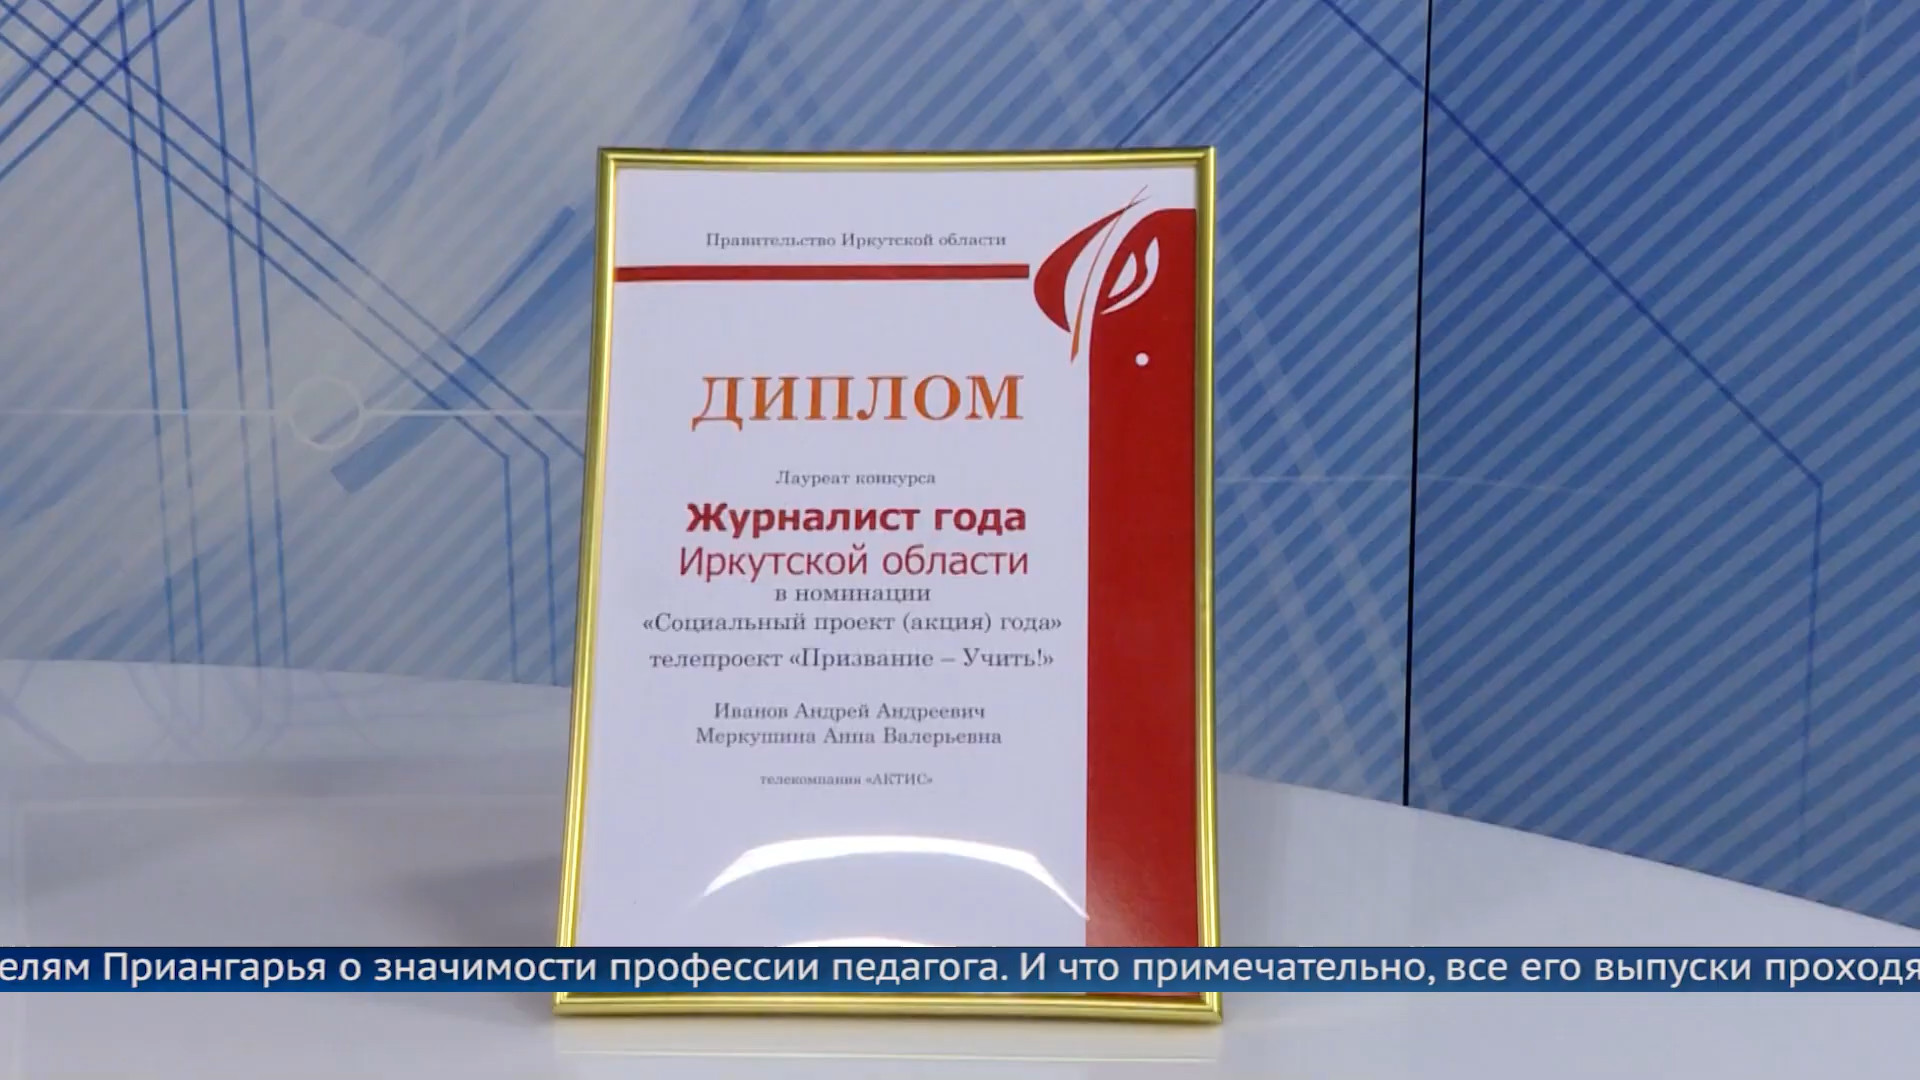 Правительство Иркутской области
ДИПЛОМ
Лауреат конкурса
Журналист года
Иркутской области
в номинации
«Социальный проект (акция) года»
телепроект «Призвание – Учить!»
Иванов Андрей Андреевич
Меркушина Анна Валерьевна
телекомпания «АКТИС»
елям Приангарья о значимости профессии педагога. И что примечательно, все его выпуски проходя